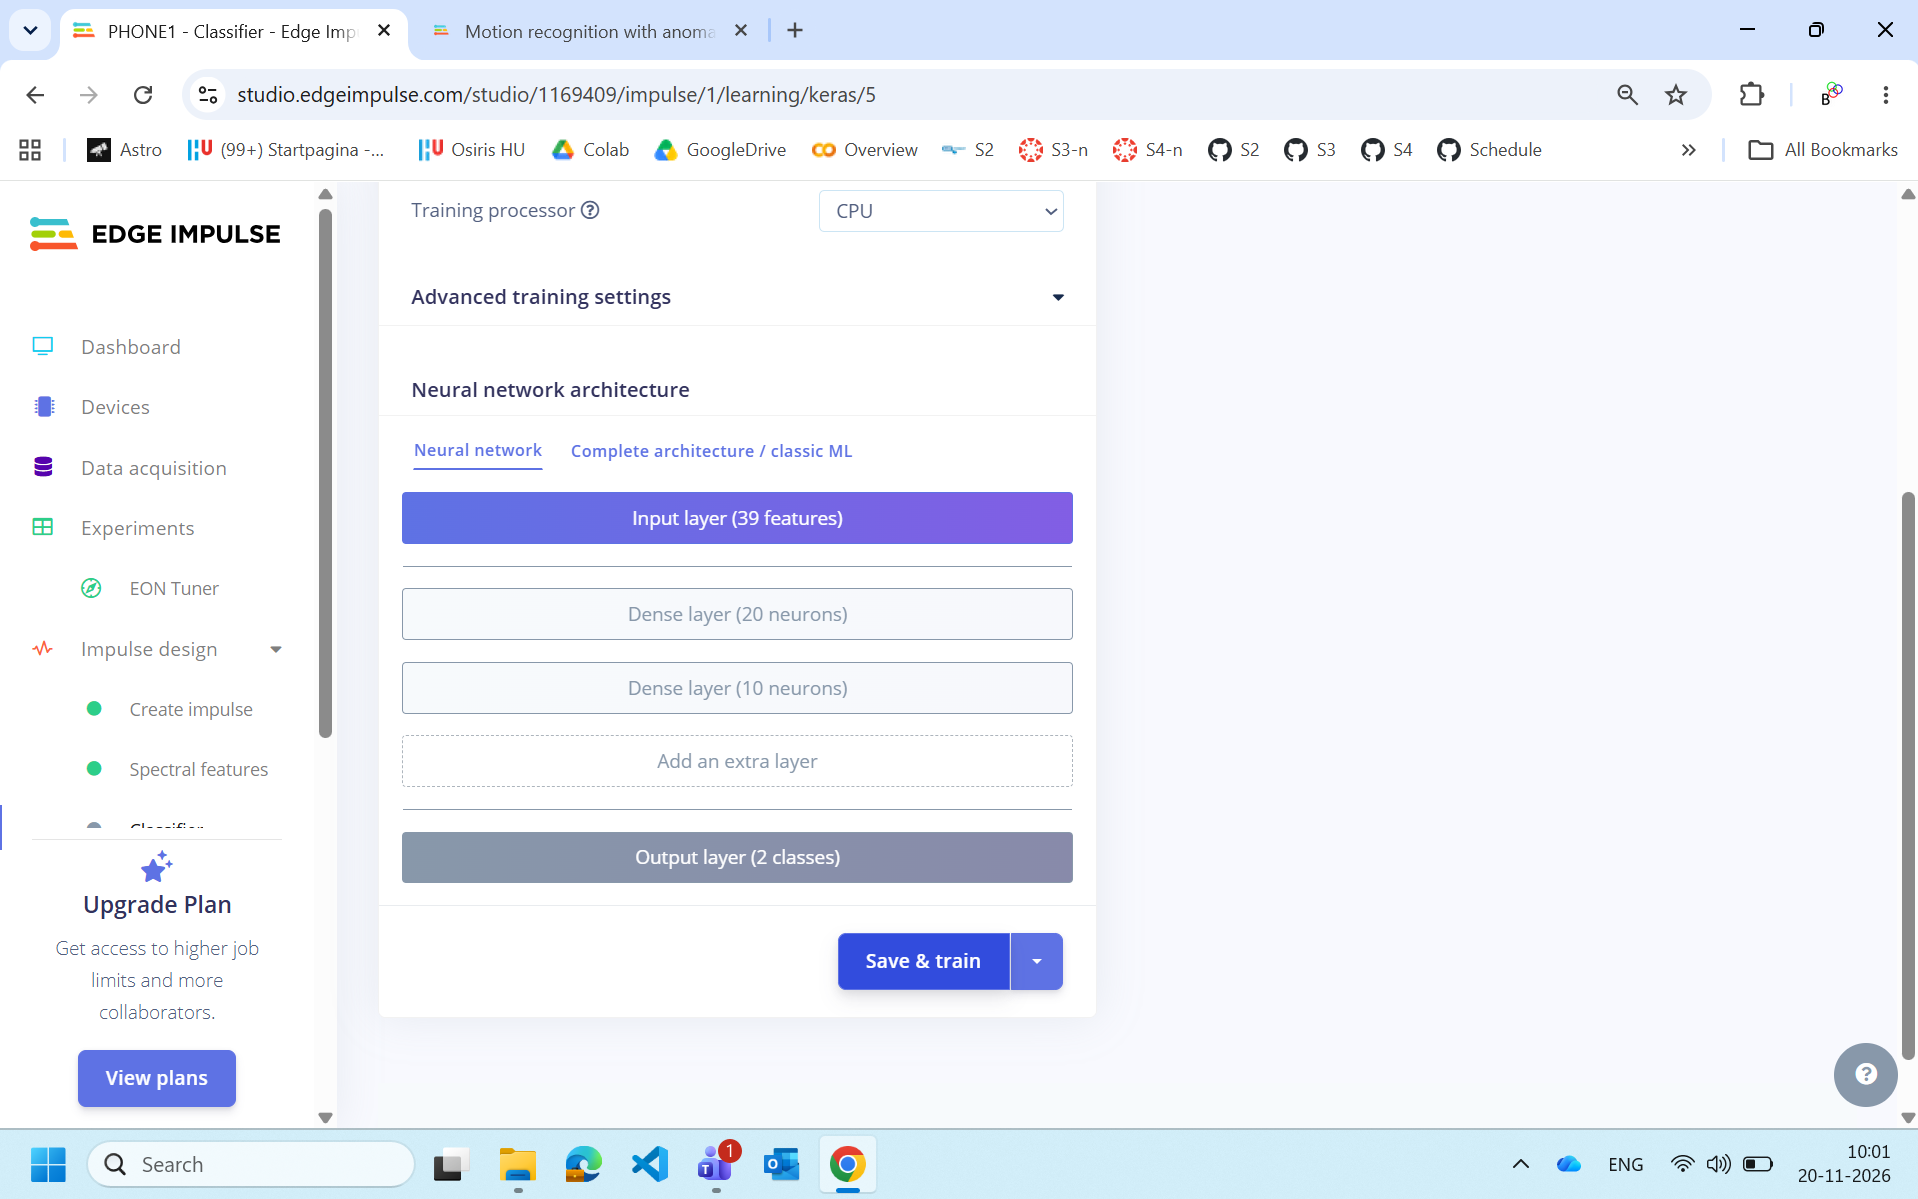 PHONE1 - Classifier - Edge Imp
Motion recognition with anoma
studio.edgeimpulse.com/studio/1169409/impulse/1/learning/keras/5
B
Astro
(99+) Startpagina -...
Osiris HU
Colab
GoogleDrive
Overview
S2
S3-n
S4-n
S2
S3
S4
Schedule
All Bookmarks
EDGE IMPULSE
Dashboard
Devices
Data acquisition
Experiments
EON Tuner
Impulse design
Create impulse
Spectral features
Classifier
Upgrade Plan
Get access to higher job
limits and more
collaborators.
View plans
Training processor
CPU
Advanced training settings
Neural network architecture
Neural network
Complete architecture / classic ML
Input layer (39 features)
Dense layer (20 neurons)
Dense layer (10 neurons)
Add an extra layer
Output layer (2 classes)
Save & train
Search
1
ENG
10:01
20-11-2026